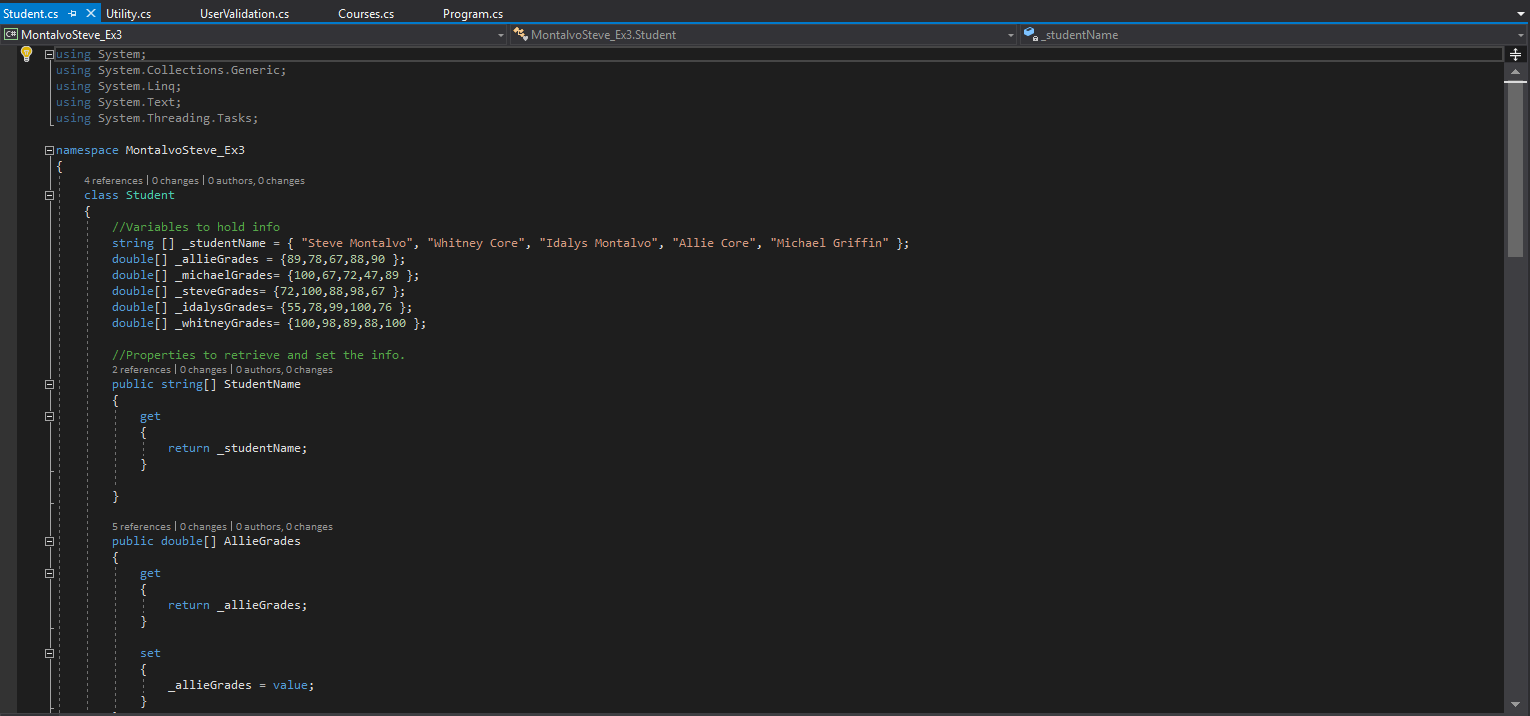 Student.cs Utility.cs UserValidation.cs Courses.cs Program.cs
C# MontalvoSteve_Ex3 MontalvoSteve_Ex3.Student _studentName
using System;
using System.Collections.Generic;
using System.Linq;
using System.Text;
using System.Threading.Tasks;
namespace MontalvoSteve_Ex3
{
4 references | 0 changes | 0 authors, 0 changes
class Student
{
//Variables to hold info
string [] _studentName = { "Steve Montalvo", "Whitney Core", "Idalys Montalvo", "Allie Core", "Michael Griffin" };
double[] _allieGrades = {89,78,67,88,90 };
double[] _michaelGrades= {100,67,72,47,89 };
double[] _steveGrades= {72,100,88,98,67 };
double[] _idalysGrades= {55,78,99,100,76 };
double[] _whitneyGrades= {100,98,89,88,100 };
//Properties to retrieve and set the info.
2 references | 0 changes | 0 authors, 0 changes
public string[] StudentName
{
get
{
return _studentName;
}
}
5 references | 0 changes | 0 authors, 0 changes
public double[] AllieGrades
{
get
{
return _allieGrades;
}
set
{
_allieGrades = value;
}